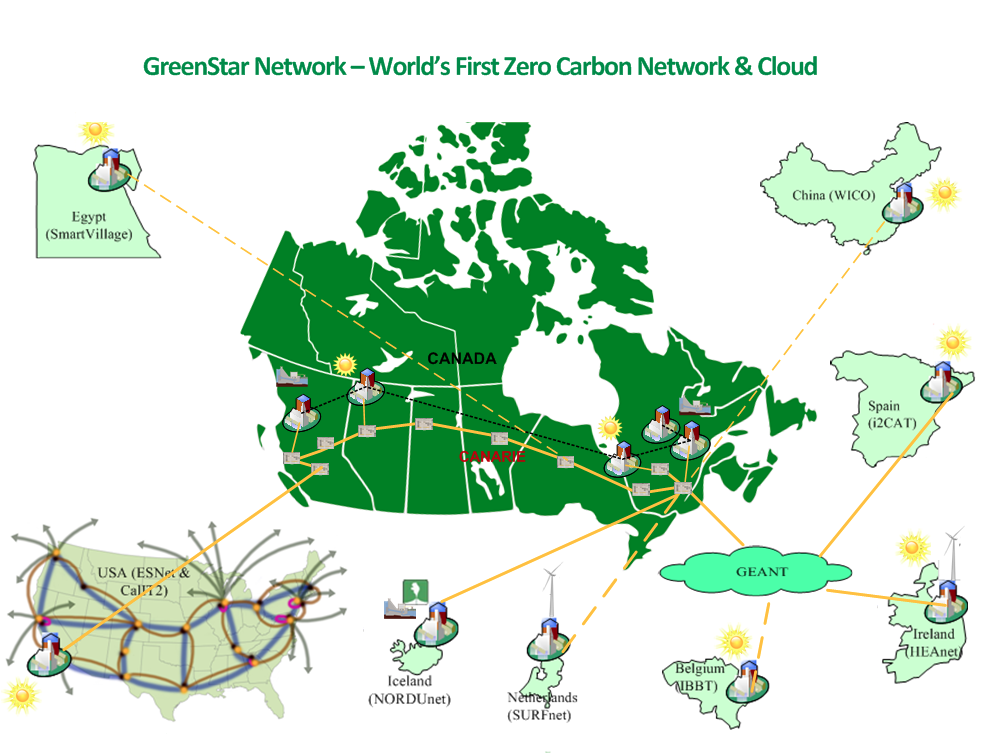 GreenStar Network – World's First Zero Carbon Network & Cloud
Egypt
(SmartVillage)
China (WICO)
CANADA
CANARIE
Spain
(i2CAT)
USA (ESNet &
CalIT2)
GEANT
Iceland
(NORDUnet)
Netherlands
(SURFnet)
Belgium
(IBBT)
Ireland
(HEAnet)